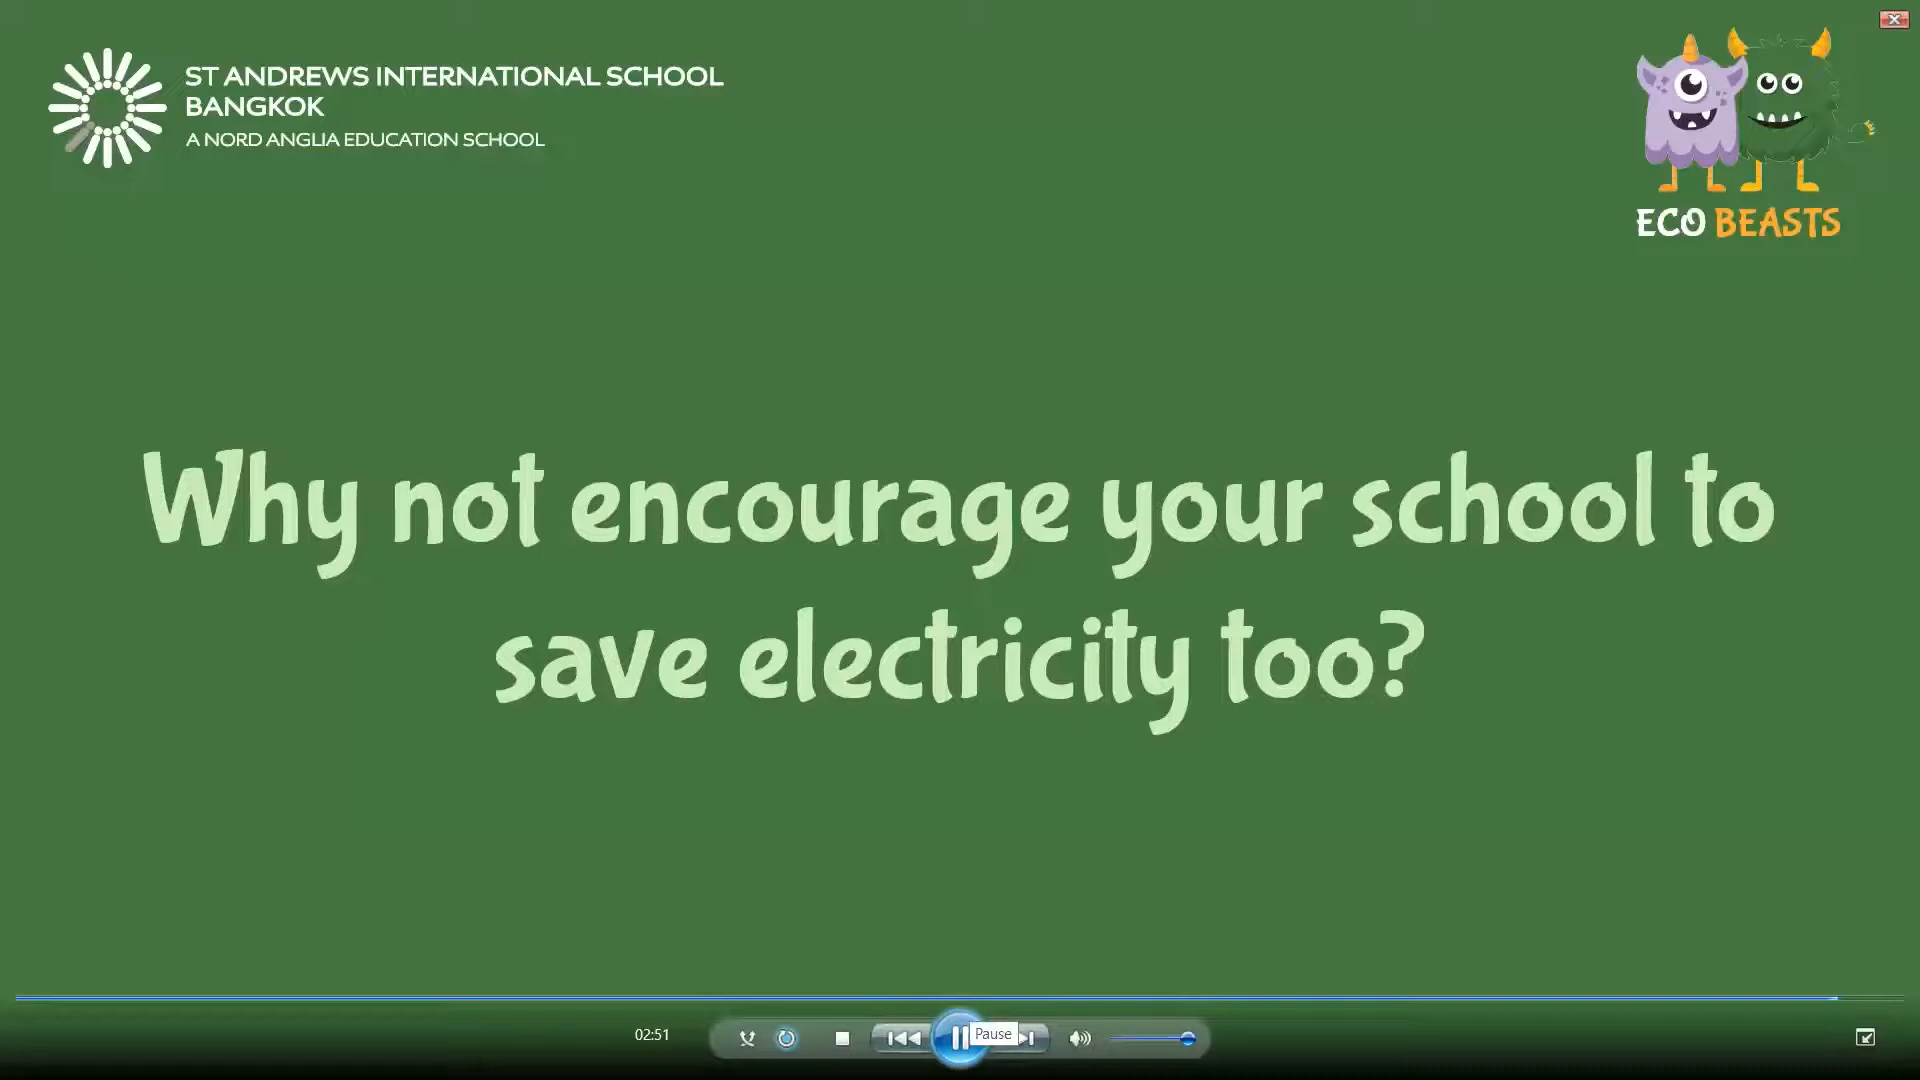 ST ANDREWS INTERNATIONAL SCHOOL
BANGKOK
A NORD ANGLIA EDUCATION SCHOOL
ECO BEASTS
Why not encourage your school to
save electricity too?
02:51
Pause